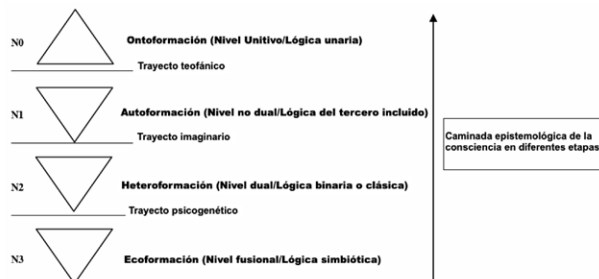 N0
Ontoformación (Nivel Unitivo/Lógica unaria)
Trayecto teofánico
N1
Autoformación (Nivel no dual/Lógica del tercero incluido)
Trayecto imaginario
Caminada epistemológica de la
consciencia en diferentes etapas
N2
Heteroformación (Nivel dual/Lógica binaria o clásica)
Trayecto psicogenético
N3
Ecoformación (Nivel fusional/Lógica simbiótica)